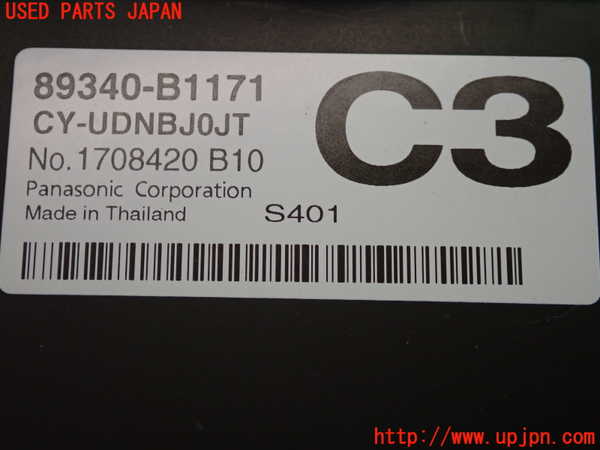 USED PARTS JAPAN
89340-B1171
CY-UDNBJ0JT
C3
No.1708420 B10
Panasonic Corporation
Made in Thailand
S401
http://www.upjpn.com/